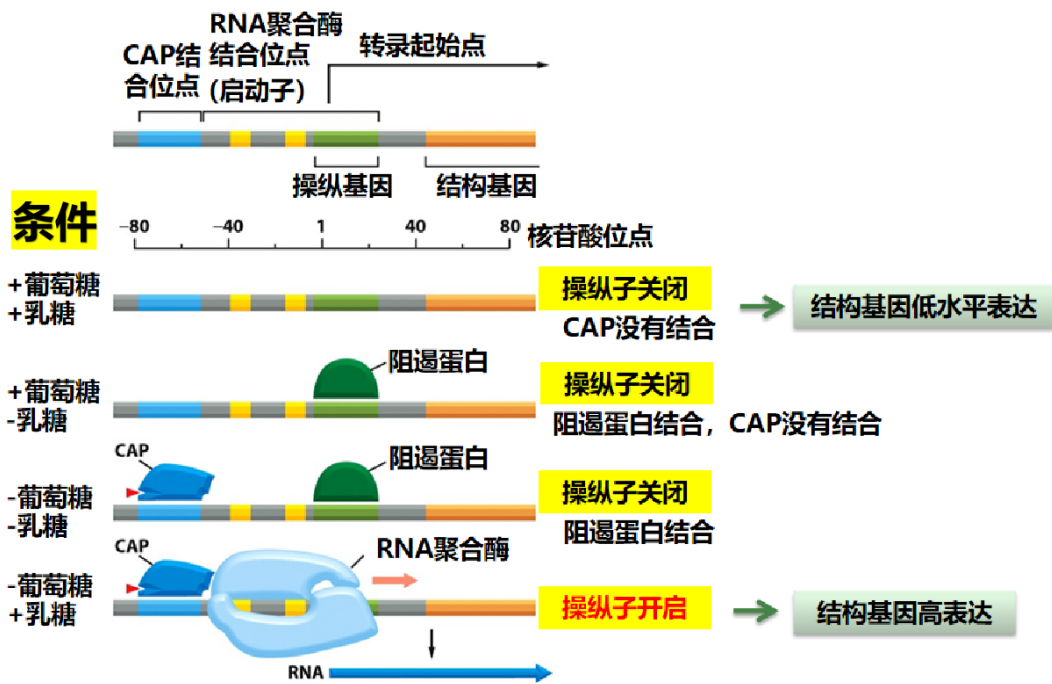 CAP结
合位点
RNA聚合酶
结合位点
（启动子）
转录起始点
操纵基因
结构基因
条件
−80
−40
1
40
80
核苷酸位点
+葡萄糖
+乳糖
操纵子关闭
CAP没有结合
结构基因低水平表达
+葡萄糖
-乳糖
阻遏蛋白
操纵子关闭
阻遏蛋白结合，CAP没有结合
-葡萄糖
-乳糖
CAP
阻遏蛋白
操纵子关闭
阻遏蛋白结合
-葡萄糖
+乳糖
CAP
RNA聚合酶
操纵子开启
结构基因高表达
RNA